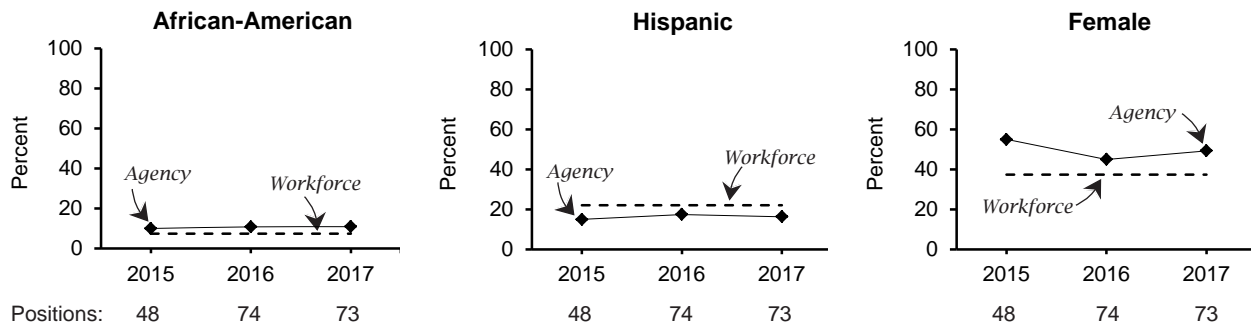 African-American
Hispanic
Female
Percent
100
80
60
40
20
0
Agency
Workforce
2015 2016 2017
Percent
100
80
60
40
20
0
Agency
Workforce
2015 2016 2017
Percent
100
80
60
40
20
0
Agency
Workforce
2015 2016 2017
Positions: 48 74 73 48 74 73 48 74 73